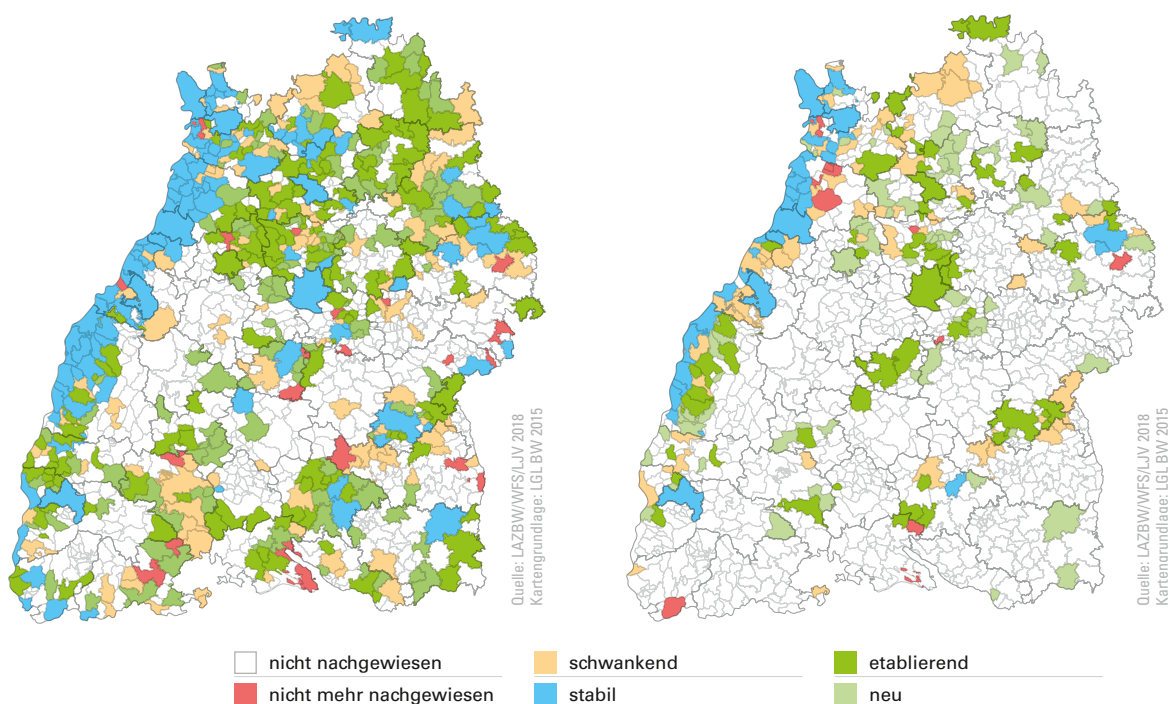 Quelle: LAZBW/WFS/LJV 2018
Kartengrundlage: LGL BW 2015
Quelle: LAZBW/WFS/LJV 2018
Kartengrundlage: LGL BW 2015
nicht nachgewiesen
schwankend
etablierend
nicht mehr nachgewiesen
stabil
neu